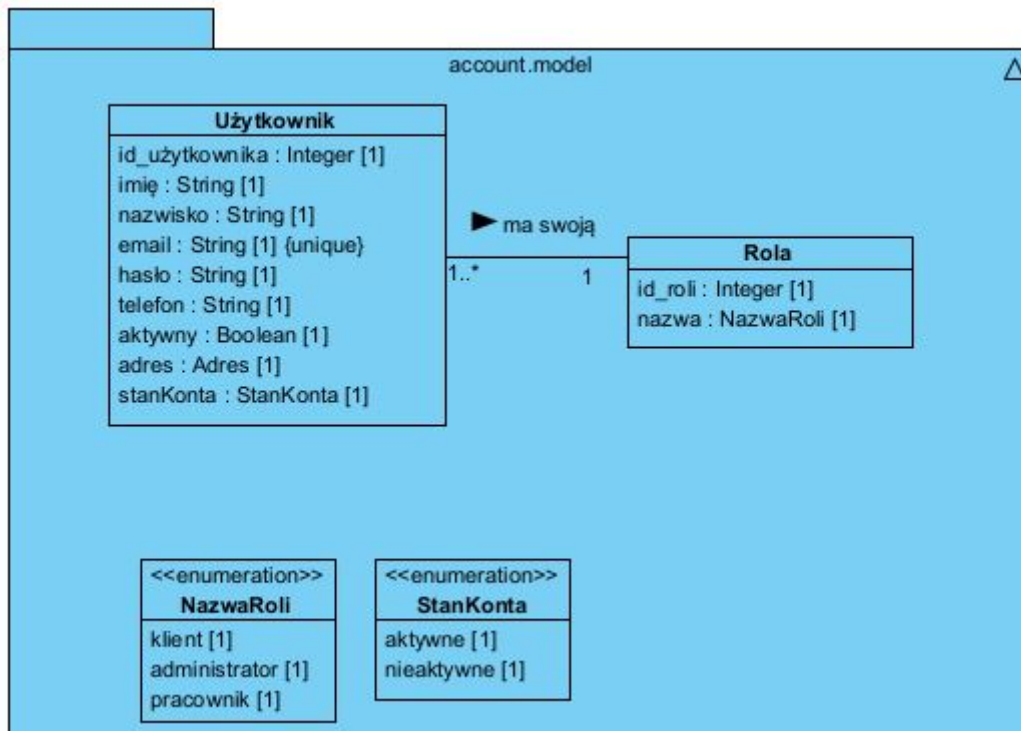 account.model
Użytkownik
id_użytkownika : Integer [1]
imię : String [1]
nazwisko : String [1]
email : String [1] {unique}
hasło : String [1]
telefon : String [1]
aktywny : Boolean [1]
adres : Adres [1]
stanKonta : StanKonta [1]
ma swoją
1..*
1
Rola
id_roli : Integer [1]
nazwa : NazwaRoli [1]
<<enumeration>>
NazwaRoli
klient [1]
administrator [1]
pracownik [1]
<<enumeration>>
StanKonta
aktywne [1]
nieaktywne [1]